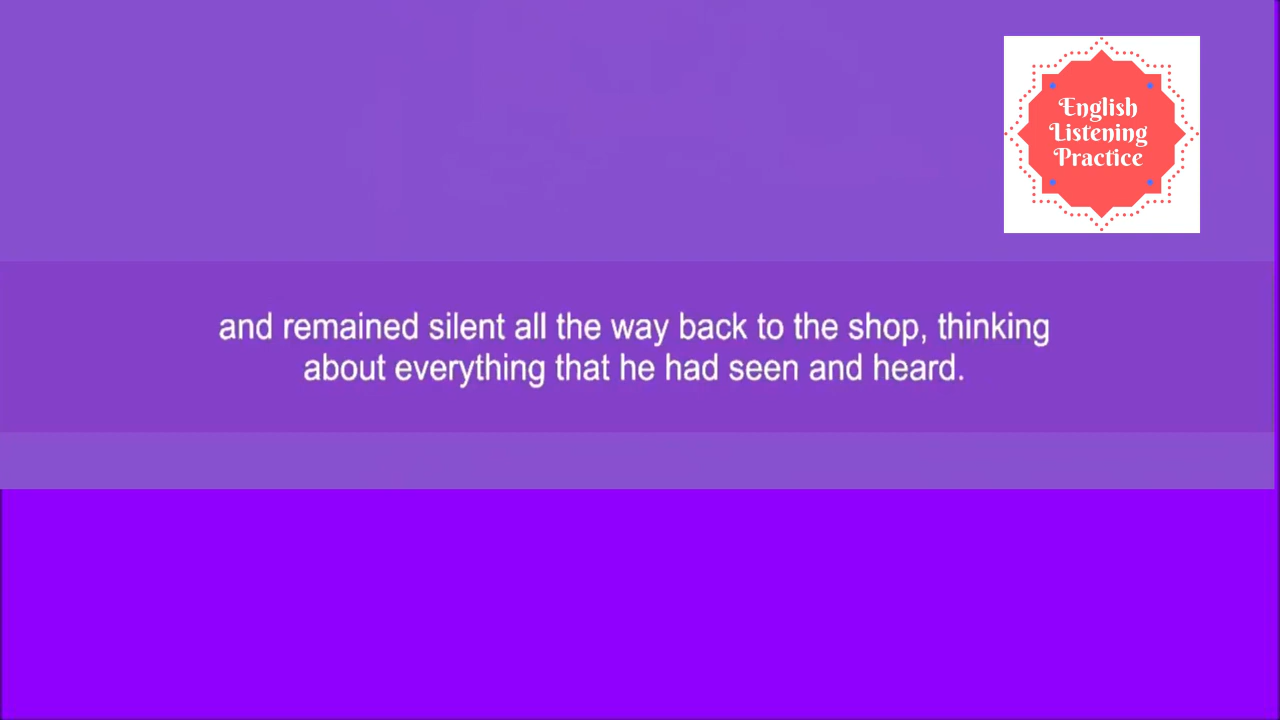 English
Listening
Practice
and remained silent all the way back to the shop, thinking
about everything that he had seen and heard.